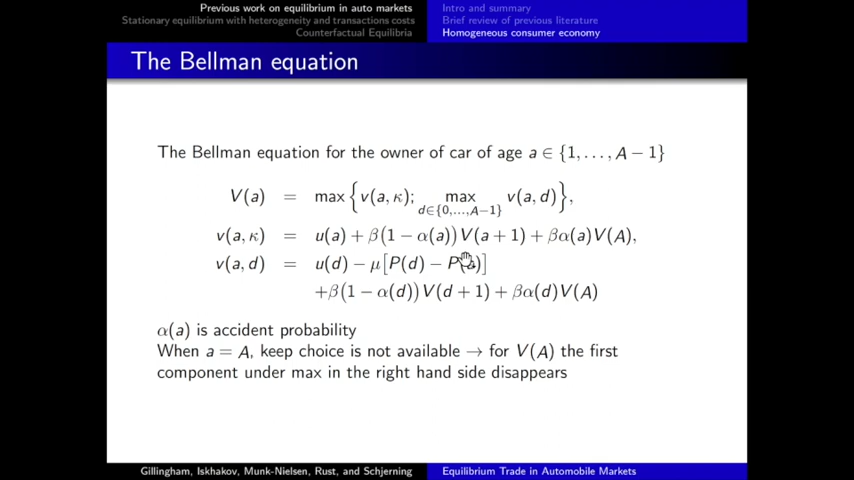 Previous work on equilibrium in auto markets
Stationary equilibrium with heterogeneity and transactions costs
Counterfactual Equilibria
Intro and summary
Brief review of previous literature
Homogeneous consumer economy
The Bellman equation
The Bellman equation for the owner of car of age a ∈ {1, . . . , A − 1}
V(a) = max{v(a, κ); max_{d∈{0,...,A−1}} v(a, d)},
v(a, κ) = u(a) + β(1 − α(a))V(a + 1) + βα(a)V(A),
v(a, d) = u(d) − μ[P(d) − P( )]
+β(1 − α(d))V(d + 1) + βα(d)V(A)
α(a) is accident probability
When a = A, keep choice is not available → for V(A) the first
component under max in the right hand side disappears
Gillingham, Iskhakov, Munk-Nielsen, Rust, and Schjerning
Equilibrium Trade in Automobile Markets